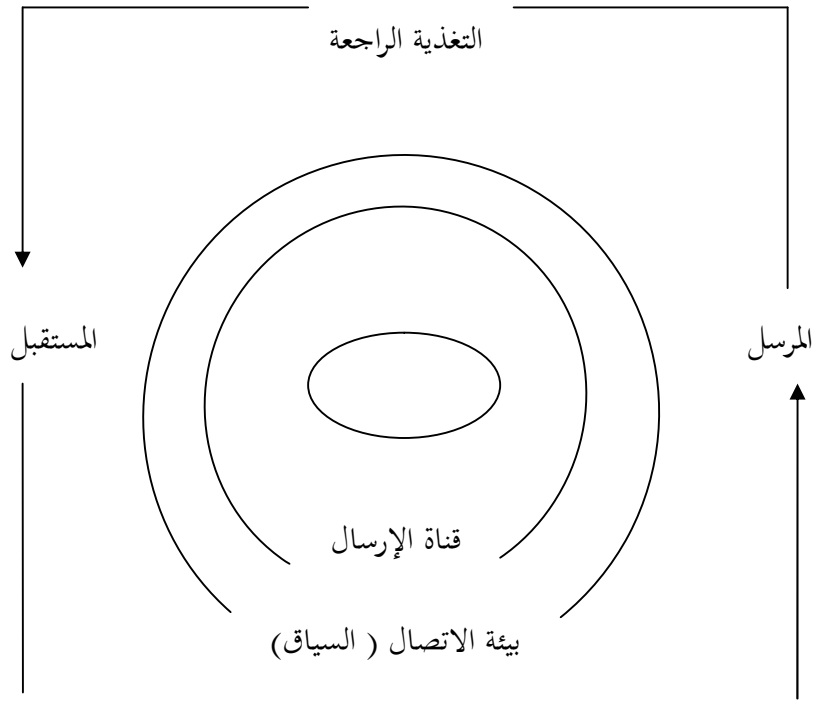 التغذية الراجعة
المرسل
المستقبل
قناة الإرسال
بيئة الاتصال ( السياق)